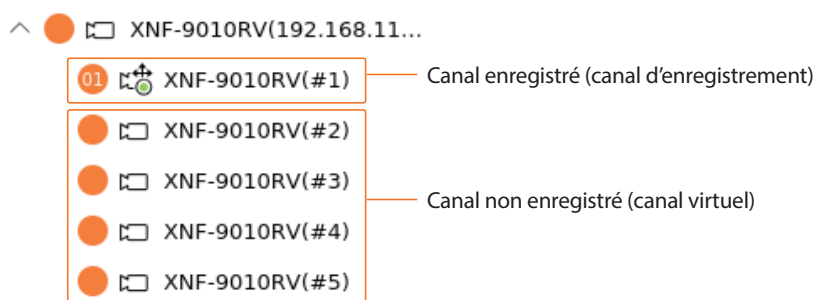 XNF-9010RV(192.168.11...
01 XNF-9010RV(#1) Canal enregistré (canal d'enregistrement)
XNF-9010RV(#2)
XNF-9010RV(#3)
Canal non enregistré (canal virtuel)
XNF-9010RV(#4)
XNF-9010RV(#5)